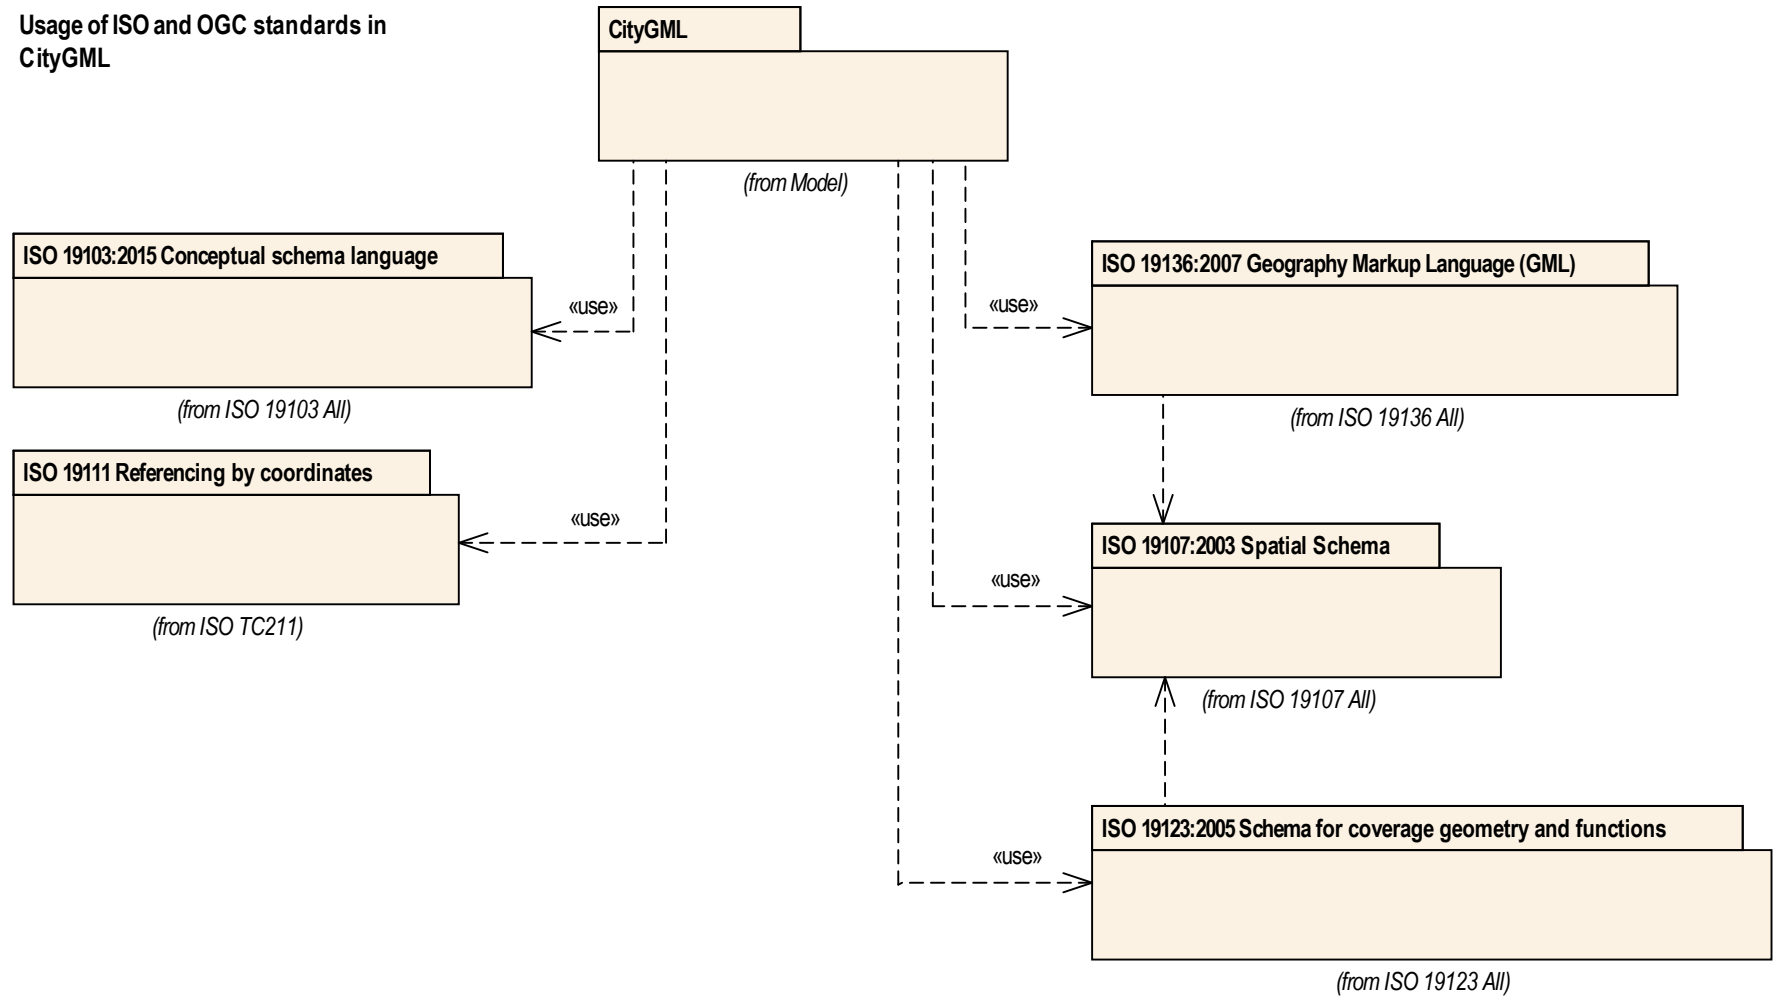 Usage of ISO and OGC standards in
CityGML
CityGML
(from Model)
ISO 19103:2015 Conceptual schema language
«use»
(from ISO 19103 All)
ISO 19111 Referencing by coordinates
«use»
(from ISO TC211)
ISO 19136:2007 Geography Markup Language (GML)
«use»
(from ISO 19136 All)
ISO 19107:2003 Spatial Schema
«use»
(from ISO 19107 All)
ISO 19123:2005 Schema for coverage geometry and functions
«use»
(from ISO 19123 All)